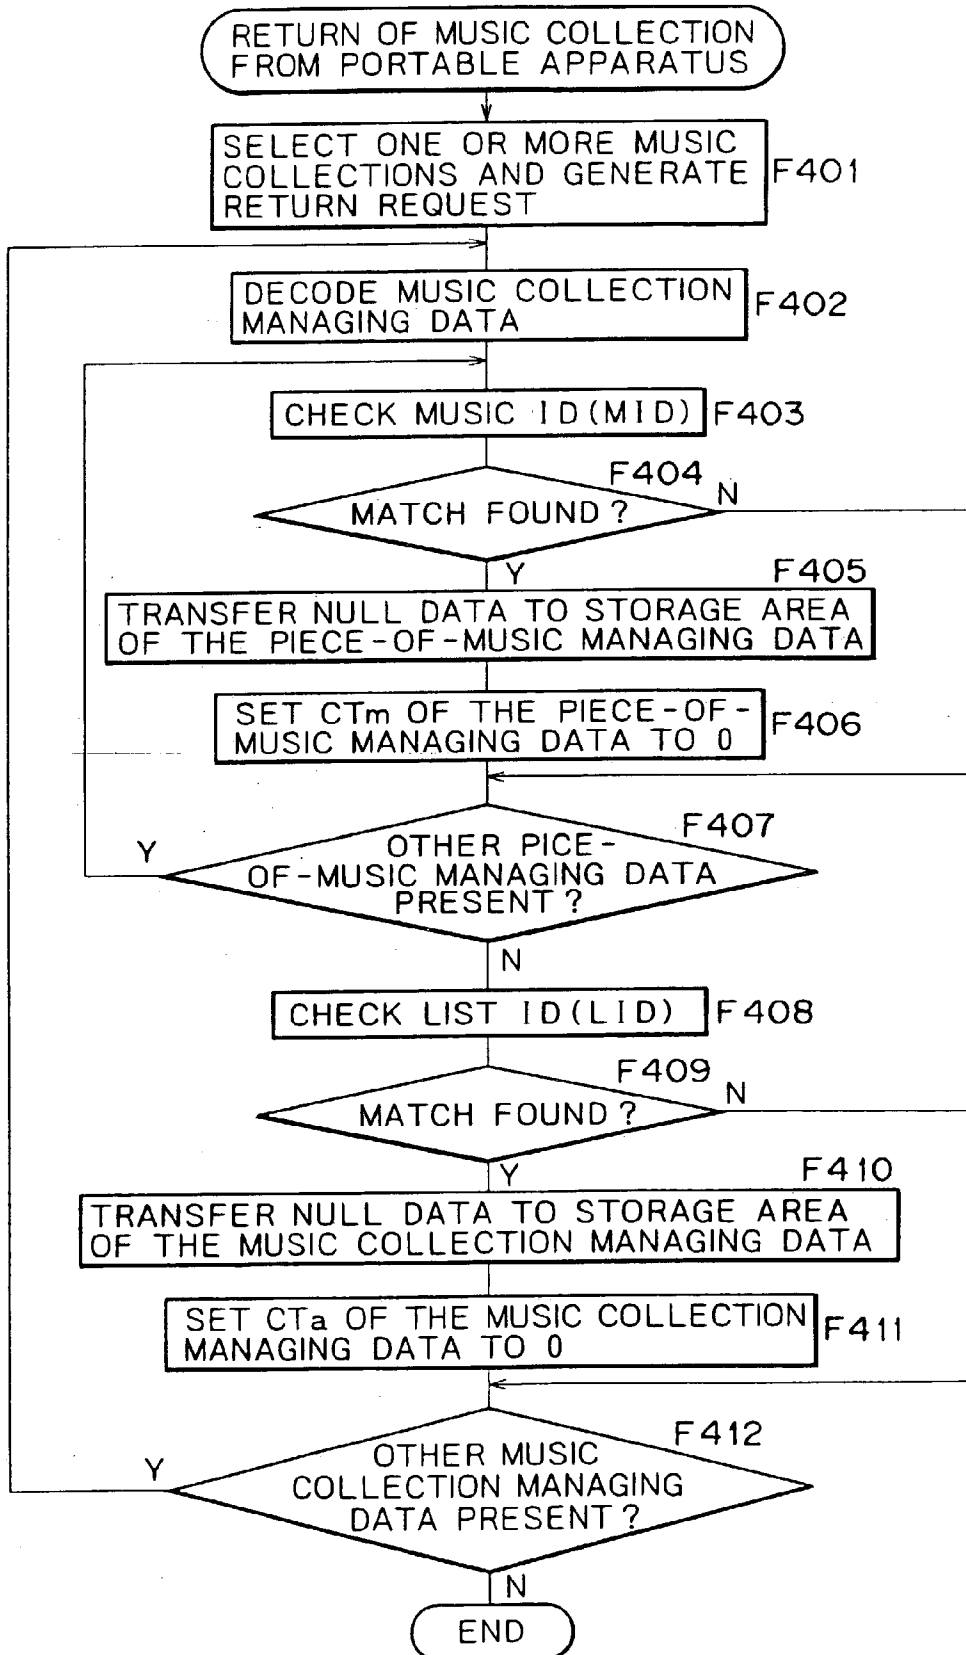 RETURN OF MUSIC COLLECTION
FROM PORTABLE APPARATUS
SELECT ONE OR MORE MUSIC
COLLECTIONS AND GENERATE
RETURN REQUEST
F401
DECODE MUSIC COLLECTION
MANAGING DATA
F402
CHECK MUSIC ID(MID)
F403
F404
MATCH FOUND?
N
Y
F405
TRANSFER NULL DATA TO STORAGE AREA
OF THE PIECE-OF-MUSIC MANAGING DATA
SET CTm OF THE PIECE-OF-
MUSIC MANAGING DATA TO 0
F406
F407
Y
OTHER PICE-
OF-MUSIC MANAGING DATA
PRESENT?
N
CHECK LIST ID(LID)
F408
F409
MATCH FOUND?
N
Y
F410
TRANSFER NULL DATA TO STORAGE AREA
OF THE MUSIC COLLECTION MANAGING DATA
SET CTa OF THE MUSIC COLLECTION
MANAGING DATA TO 0
F411
F412
Y
OTHER MUSIC
COLLECTION MANAGING
DATA PRESENT?
N
END